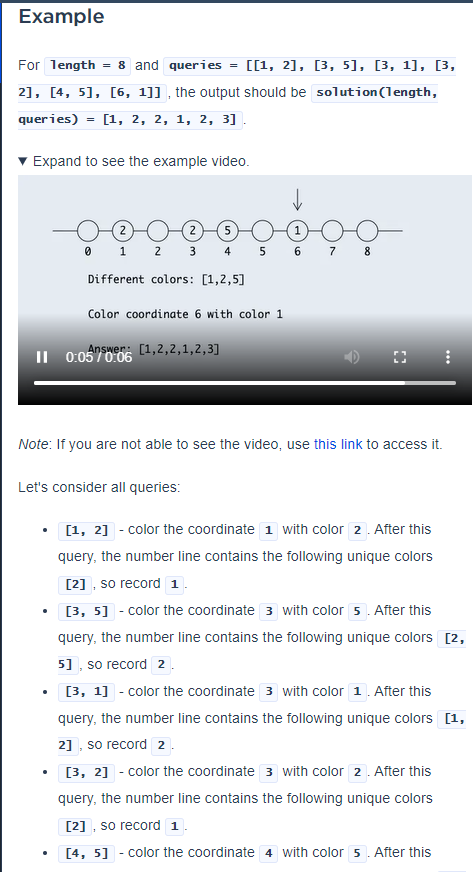 Example
For length = 8 and queries = [[1, 2], [3, 5], [3, 1], [3,
2], [4, 5], [6, 1]] , the output should be solution(length,
queries) = [1, 2, 2, 1, 2, 3] .
▼ Expand to see the example video.
2 2 5 1
0 1 2 3 4 5 6 7 8
Different colors: [1,2,5]
Color coordinate 6 with color 1
Answer: [1,2,2,1,2,3]
0:05 / 0:06
Note: If you are not able to see the video, use this link to access it.
Let's consider all queries:
• [1, 2] - color the coordinate 1 with color 2 . After this
query, the number line contains the following unique colors
[2] , so record 1 .
• [3, 5] - color the coordinate 3 with color 5 . After this
query, the number line contains the following unique colors [2,
5] , so record 2 .
• [3, 1] - color the coordinate 3 with color 1 . After this
query, the number line contains the following unique colors [1,
2] , so record 2 .
• [3, 2] - color the coordinate 3 with color 2 . After this
query, the number line contains the following unique colors
[2] , so record 1 .
• [4, 5] - color the coordinate 4 with color 5 . After this